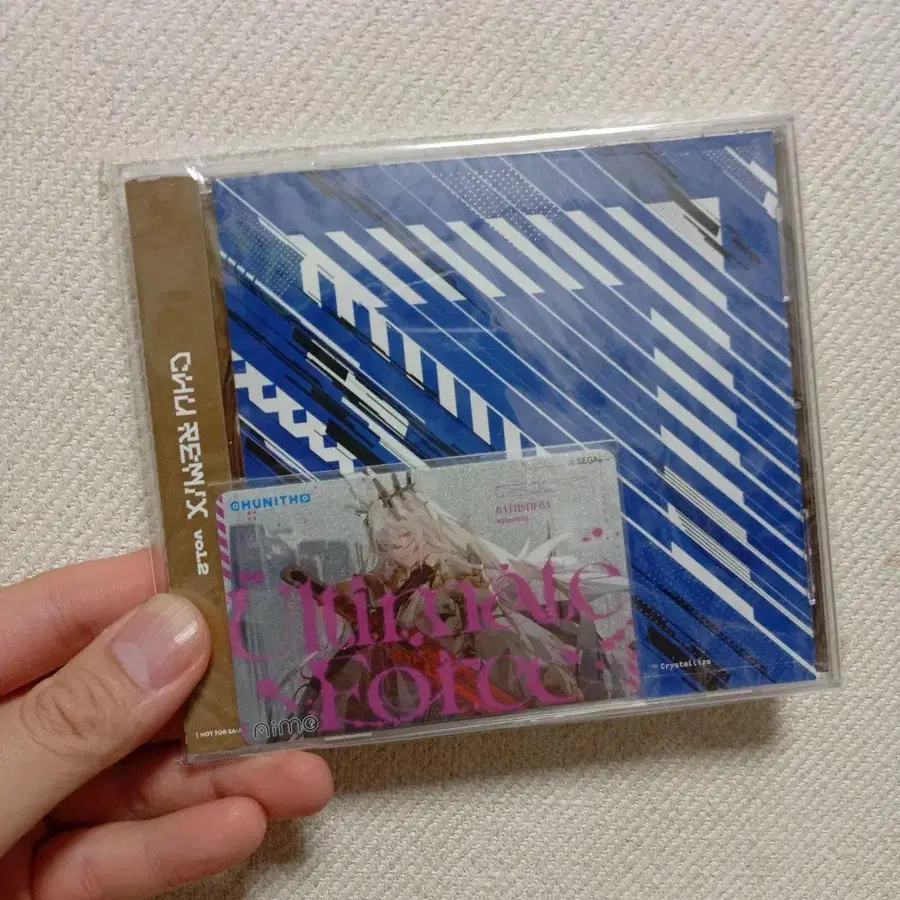 CHU REMIX VOL.2
| NOT FOR SALE
CHUNITHM
SEGA
Ultimate
Force
Aime
Crystallize